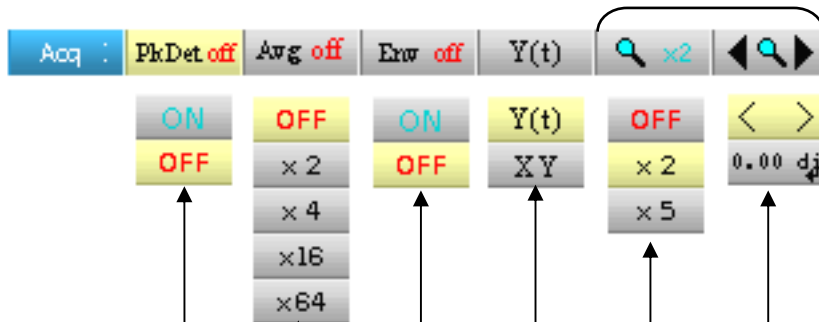 Acq : PkDet off Avg off Env off Y(t) x2
ON OFF ON Y(t) OFF < >
OFF × 2 OFF XY × 2 0.00 dj
× 4 × 5
×16
×64